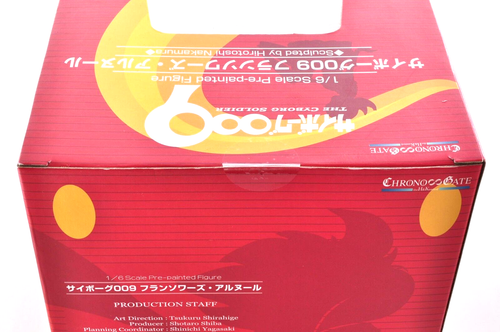 サイボーグ009 フランソワーズ・アルヌール
◆Sculpted by Hirotoshi Nakamura◆
1/6 Scale Pre-painted Figure
THE CYBORG SOLDIER
サイボーグ009
CHRONO GATE
CHRONO GATE
1/6 Scale Pre-painted Figure
サイボーグ009 フランソワーズ・アルヌール
PRODUCTION STAFF
Art Direction : Tsukuru Shirahige
Producer : Shotaro Shiba
Planning Coordinator : Shinichi Yagasaki